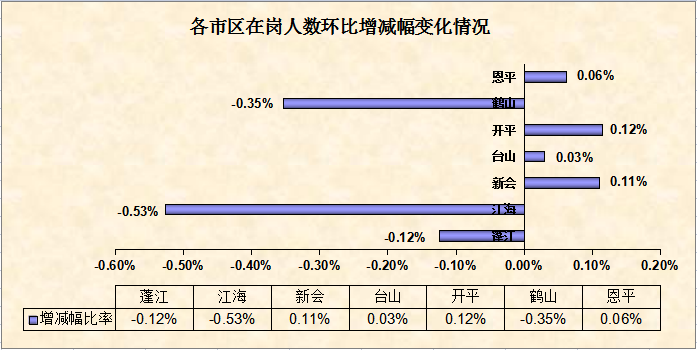 各市区在岗人数环比增减幅变化情况
恩平 0.06%
-0.35% 鹤山
开平 0.12%
台山 0.03%
新会 0.11%
-0.53% 江海
-0.12% 蓬江
-0.60% -0.50% -0.40% -0.30% -0.20% -0.10% 0.00% 0.10% 0.20%
蓬江 江海 新会 台山 开平 鹤山 恩平
增减幅比率 -0.12% -0.53% 0.11% 0.03% 0.12% -0.35% 0.06%